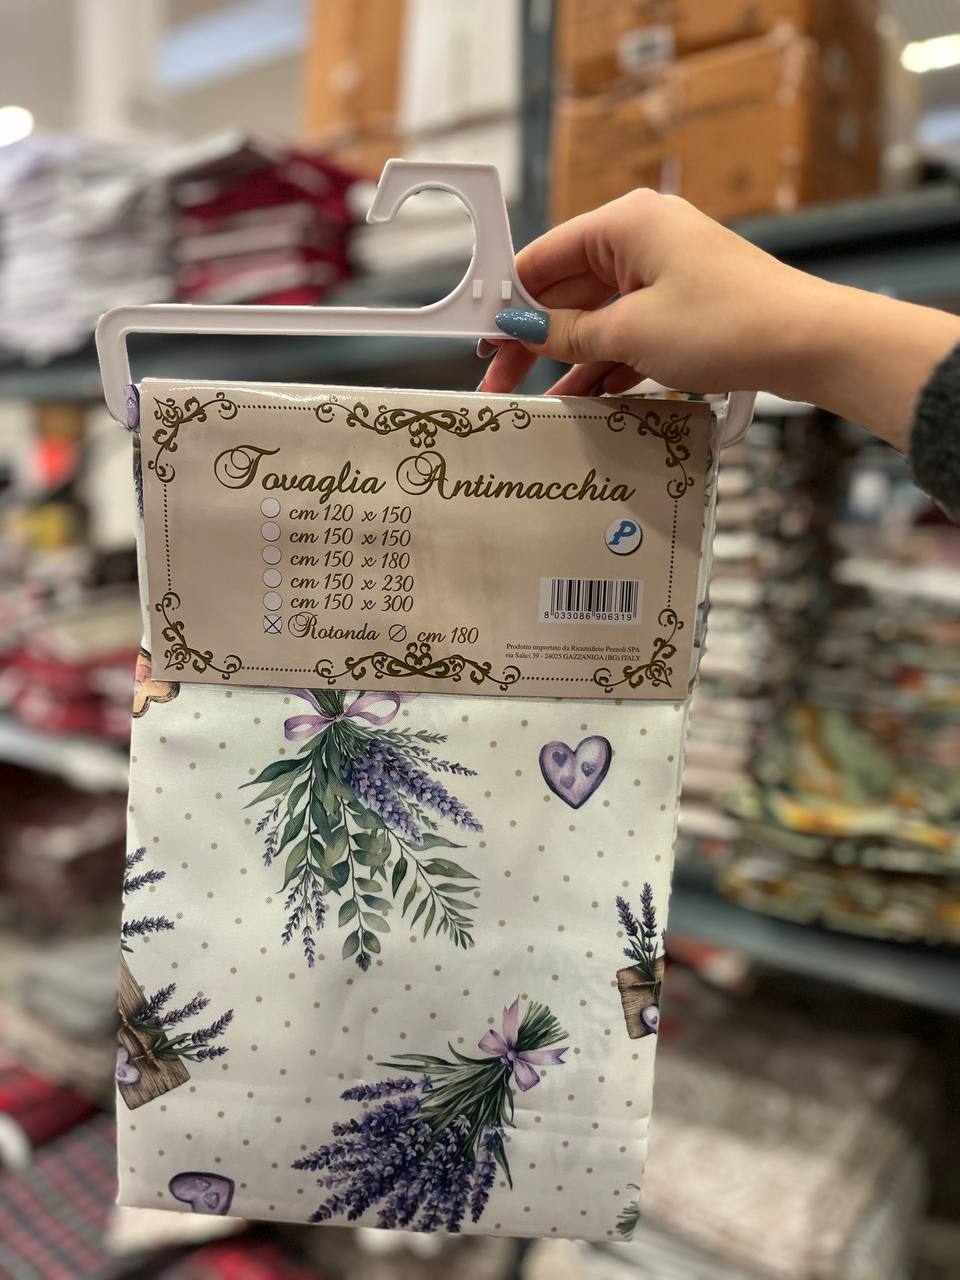 Tovaglia Antimacchia
cm 120 x 150
cm 150 x 150
cm 150 x 180
cm 150 x 230
cm 150 x 300
Rotonda Ø cm 180
P
8 033086 906319
Prodotto importato da Ricamificio Pezzoli SPA
via Salici 39 - 24025 GAZZANIGA (BG) ITALY